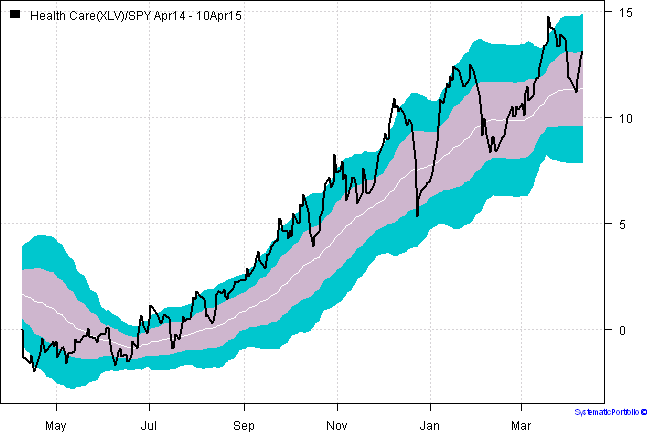 Health Care(XLV)/SPY Apr14 - 10Apr15
15
10
5
0
May Jul Sep Nov Jan Mar
SystematicPortfolio ©